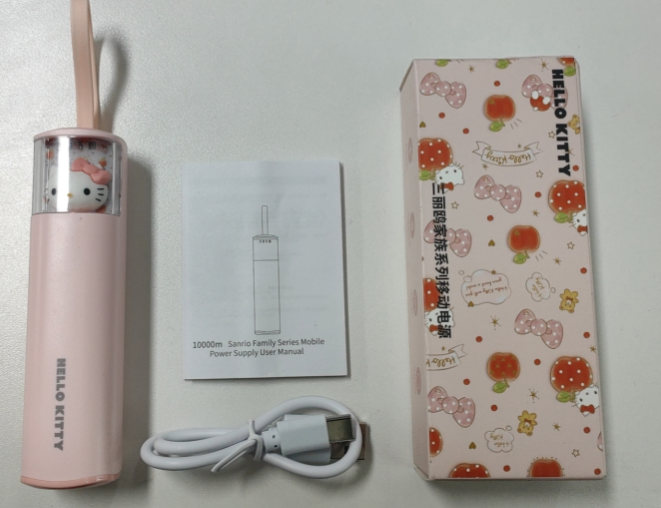 HELLO KITTY
10000m Sanrio Family Series Mobile
Power Supply User Manual
HELLO KITTY
三丽鸥家族系列移动电源
Hello Kitty